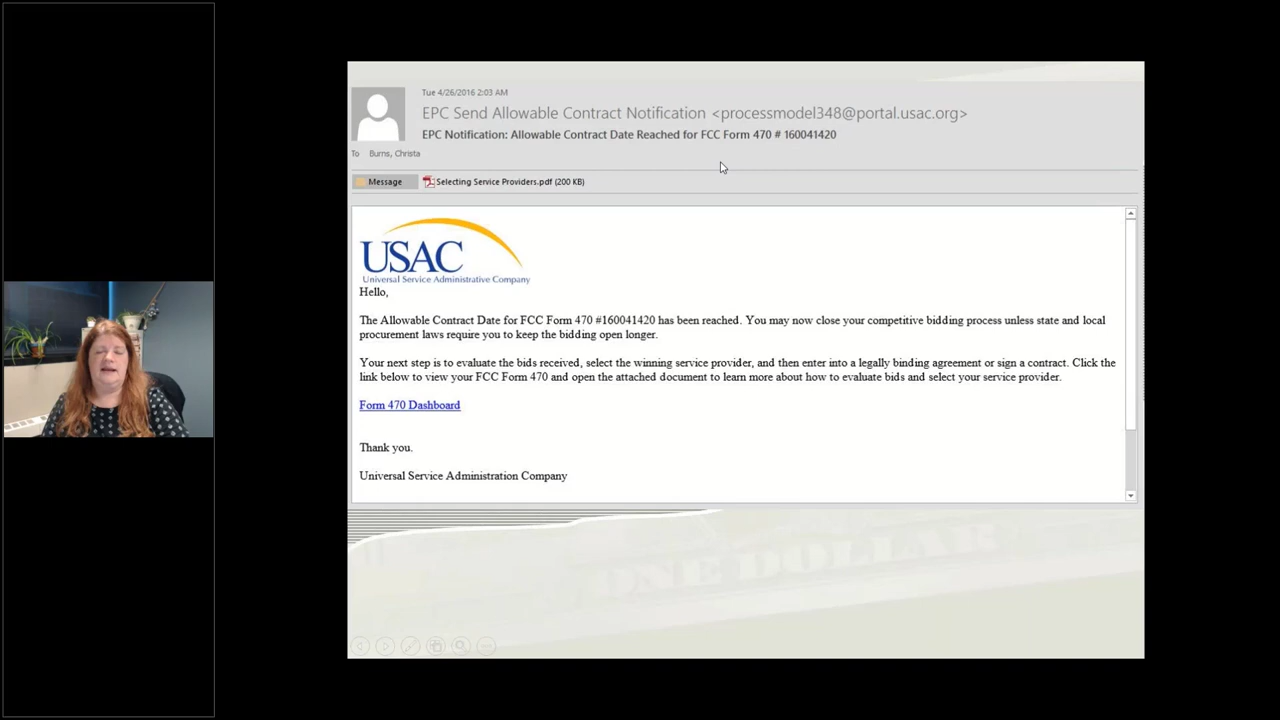 Tue 4/26/2016 2:03 AM
EPC Send Allowable Contract Notification <processmodel348@portal.usac.org>
EPC Notification: Allowable Contract Date Reached for FCC Form 470 # 160041420
To Burns, Christa
Message Selecting Service Providers.pdf (200 KB)
USAC
Universal Service Administrative Company
Hello,
The Allowable Contract Date for FCC Form 470 #160041420 has been reached. You may now close your competitive bidding process unless state and local
procurement laws require you to keep the bidding open longer.
Your next step is to evaluate the bids received, select the winning service provider, and then enter into a legally binding agreement or sign a contract. Click the
link below to view your FCC Form 470 and open the attached document to learn more about how to evaluate bids and select your service provider.
Form 470 Dashboard
Thank you.
Universal Service Administration Company
ONE DOLLAR